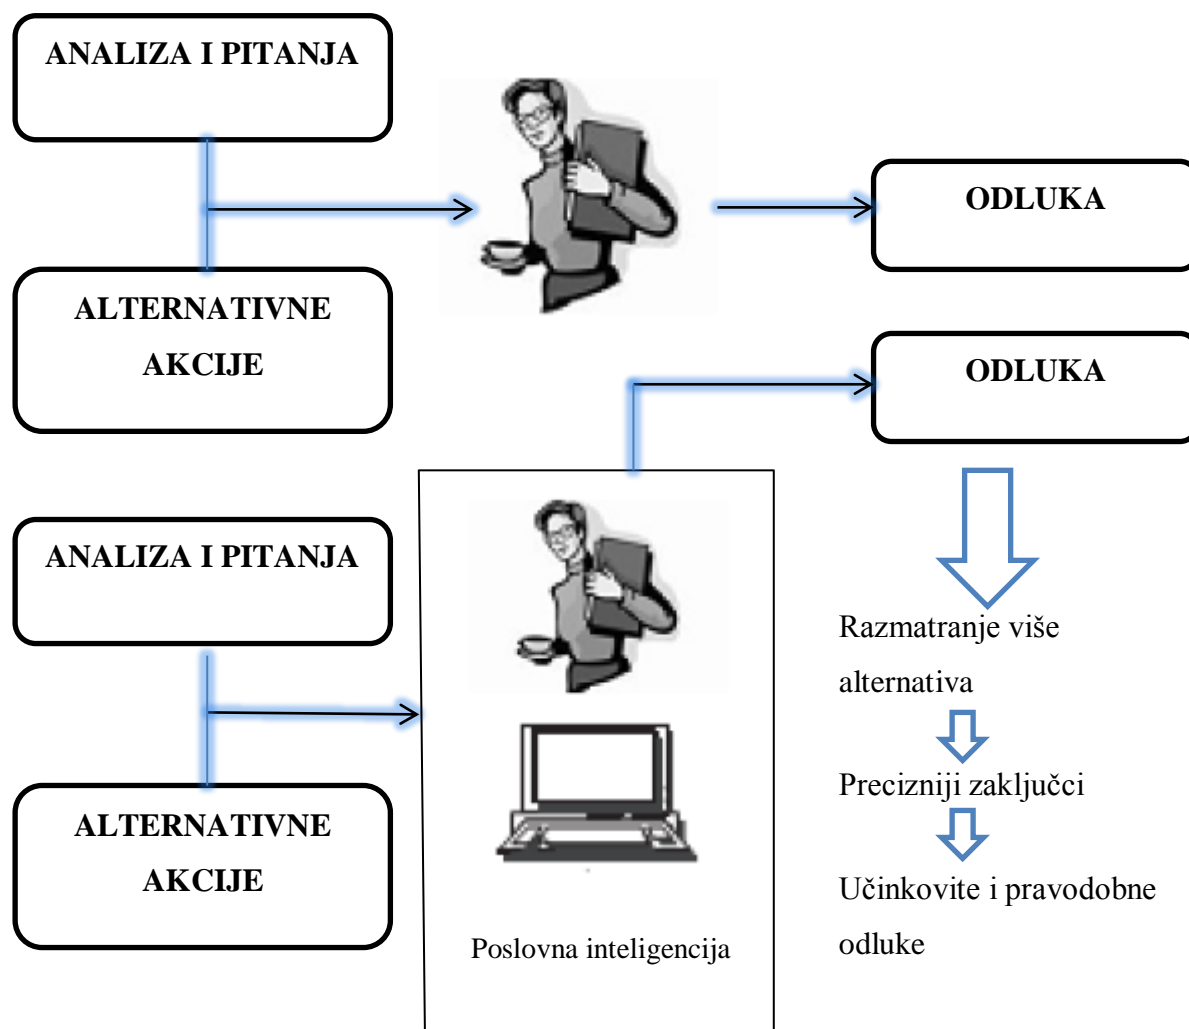 ANALIZA I PITANJA
ODLUKA
ALTERNATIVNE
AKCIJE
ODLUKA
ANALIZA I PITANJA
Razmatranje više
alternativa
Precizniji zaključci
ALTERNATIVNE
AKCIJE
Učinkovite i pravodobne
odluke
Poslovna inteligencija